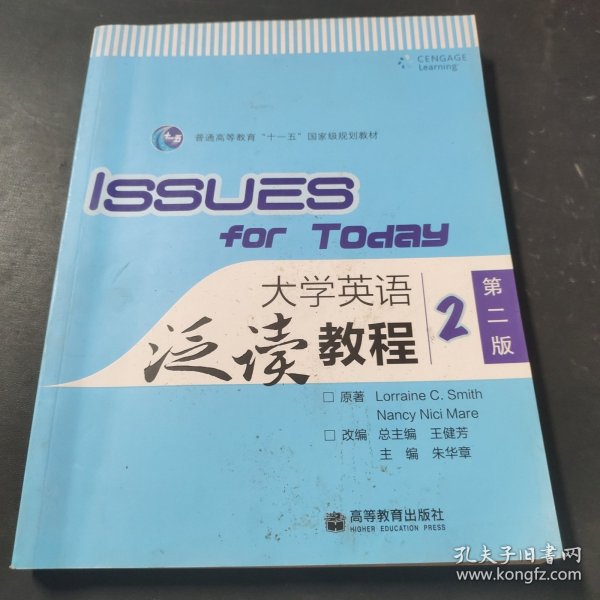 CENGAGE
Learning
十一五
普通高等教育“十一五”国家级规划教材
ISSUES
for Today
大学英语
泛读教程
2
第二版
□ 原著 Lorraine C. Smith
Nancy Nici Mare
□ 改编 总主编 王健芳
主 编 朱华章
高等教育出版社
HIGHER EDUCATION PRESS
孔夫子旧书网
www.kongfz.com